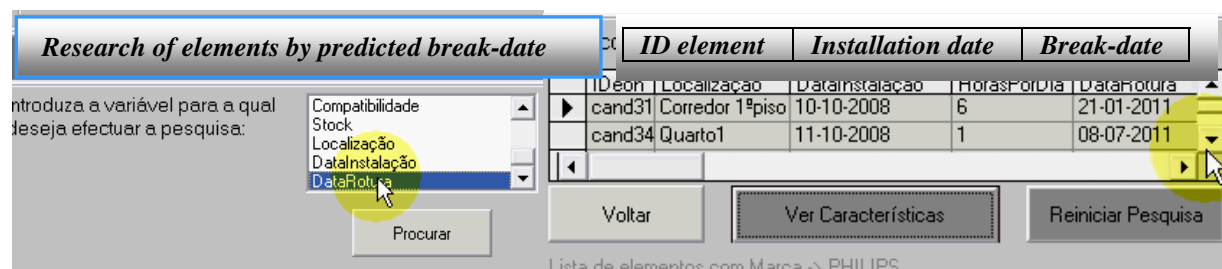 Research of elements by predicted break-date
ID element Installation date Break-date
IDeon Localização DataInstalação HorasPorDia DataRotura
cand31 Corredor 1ºpiso 10-10-2008 6 21-01-2011
cand34 Quarto1 11-10-2008 1 08-07-2011
ntroduza a variável para a qual
deseja efectuar a pesquisa:
Compatibilidade
Stock
Localização
DataInstalação
DataRotura
Procurar
Voltar
Ver Características
Reiniciar Pesquisa
Lista de elementos com Marca -> PHILIPS